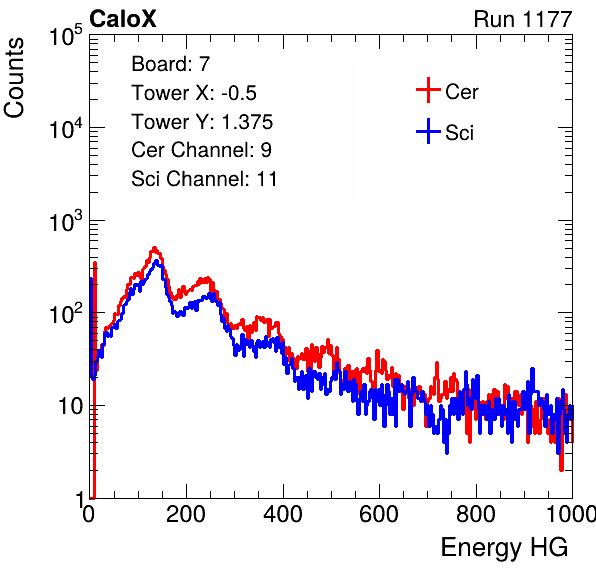 CaloX Run 1177
Counts
Board: 7
Tower X: -0.5
Tower Y: 1.375
Cer Channel: 9
Sci Channel: 11
Cer
Sci
10^5
10^4
10^3
10^2
10
1
0 200 400 600 800 1000
Energy HG